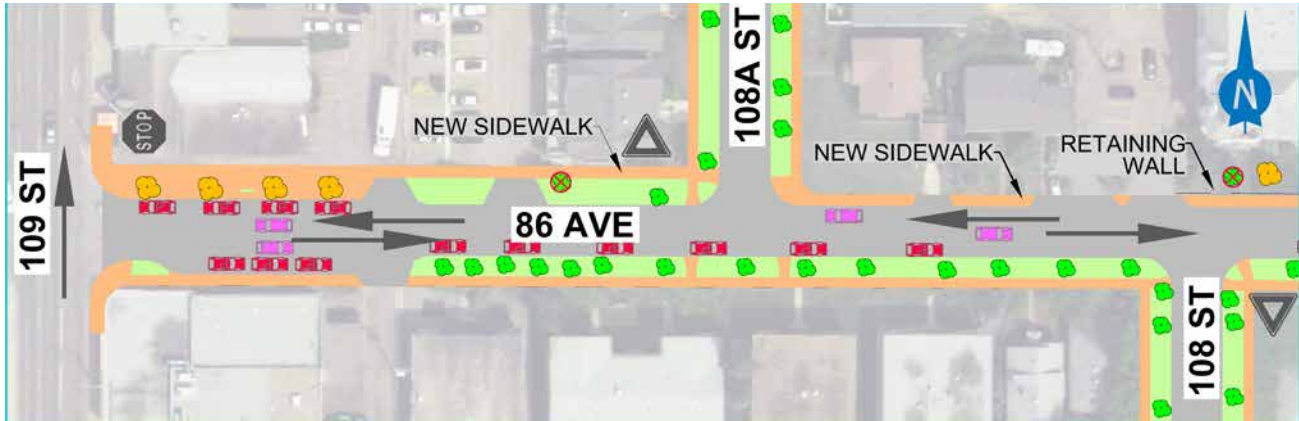 109 ST
STOP
NEW SIDEWALK
86 AVE
108A ST
NEW SIDEWALK
RETAINING
WALL
N
108 ST